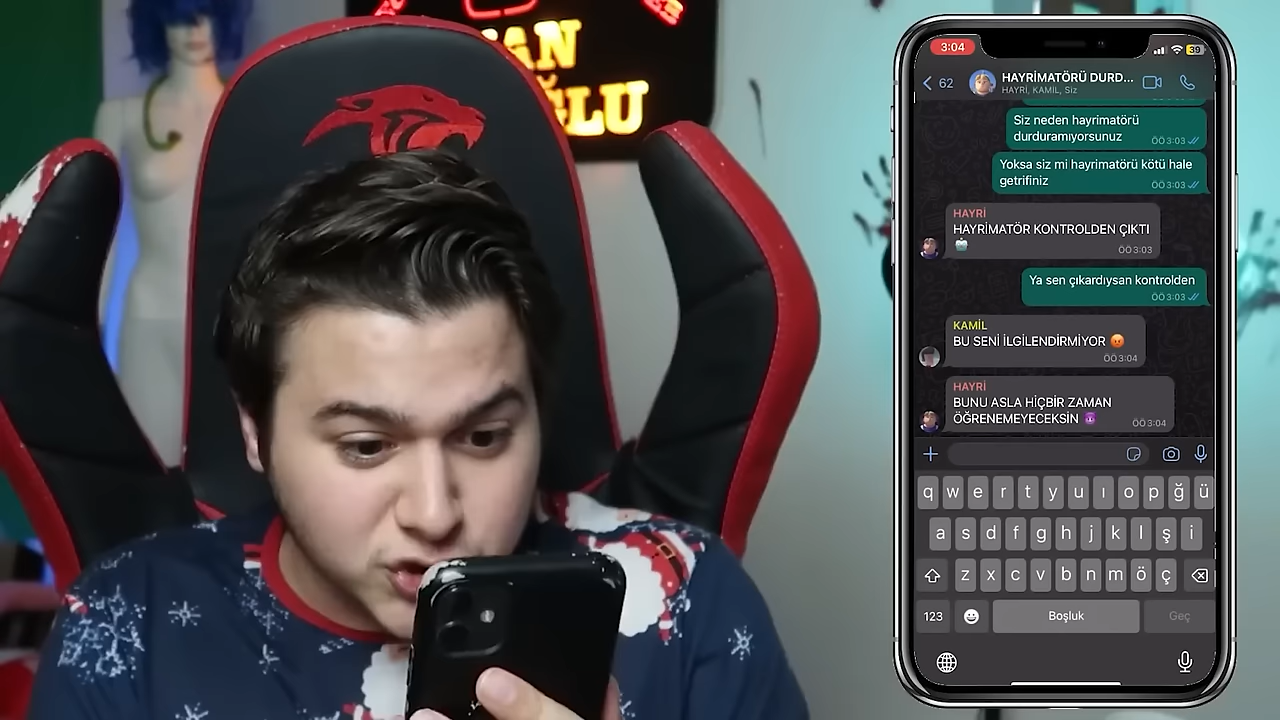 AN
ĞLU
3:04
39
62
HAYRİMATÖRÜ DURD...
HAYRİ, KAMİL, Siz
Siz neden hayrimatörü
durduramıyorsunuz
ÖÖ 3:03
Yoksa siz mi hayrimatörü kötü hale
getrifiniz
ÖÖ 3:03
HAYRİ
HAYRİMATÖR KONTROLDEN ÇIKTI
🤖
ÖÖ 3:03
Ya sen çıkardıysan kontrolden
ÖÖ 3:03
KAMİL
BU SENİ İLGİLENDİRMİYOR 😡
ÖÖ 3:04
HAYRİ
BUNU ASLA HİÇBİR ZAMAN
ÖĞRENEMEYECEKSİN 😈
ÖÖ 3:04
q w e r t y u ı o p ğ ü
a s d f g h j k l ş i
z x c v b n m ö ç
123
Boşluk
Geç